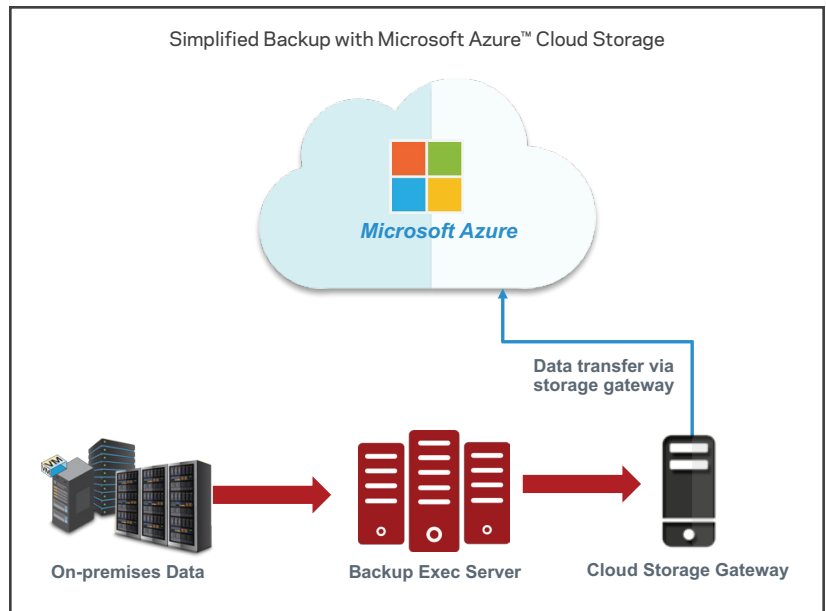 Simplified Backup with Microsoft Azure™ Cloud Storage
Microsoft Azure
Data transfer via
storage gateway
VM
On-premises Data
Backup Exec Server
Cloud Storage Gateway